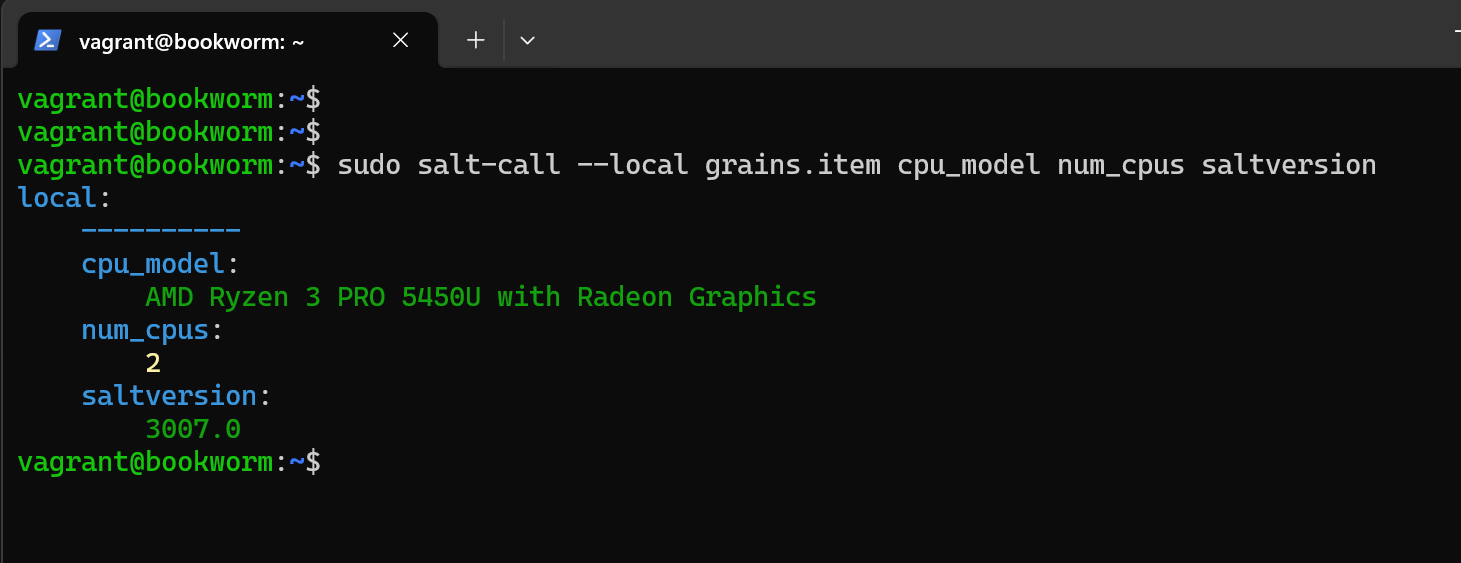 vagrant@bookworm: ~
vagrant@bookworm:~$
vagrant@bookworm:~$
vagrant@bookworm:~$ sudo salt-call --local grains.item cpu_model num_cpus saltversion
local:
    ----------
    cpu_model:
        AMD Ryzen 3 PRO 5450U with Radeon Graphics
    num_cpus:
        2
    saltversion:
        3007.0
vagrant@bookworm:~$